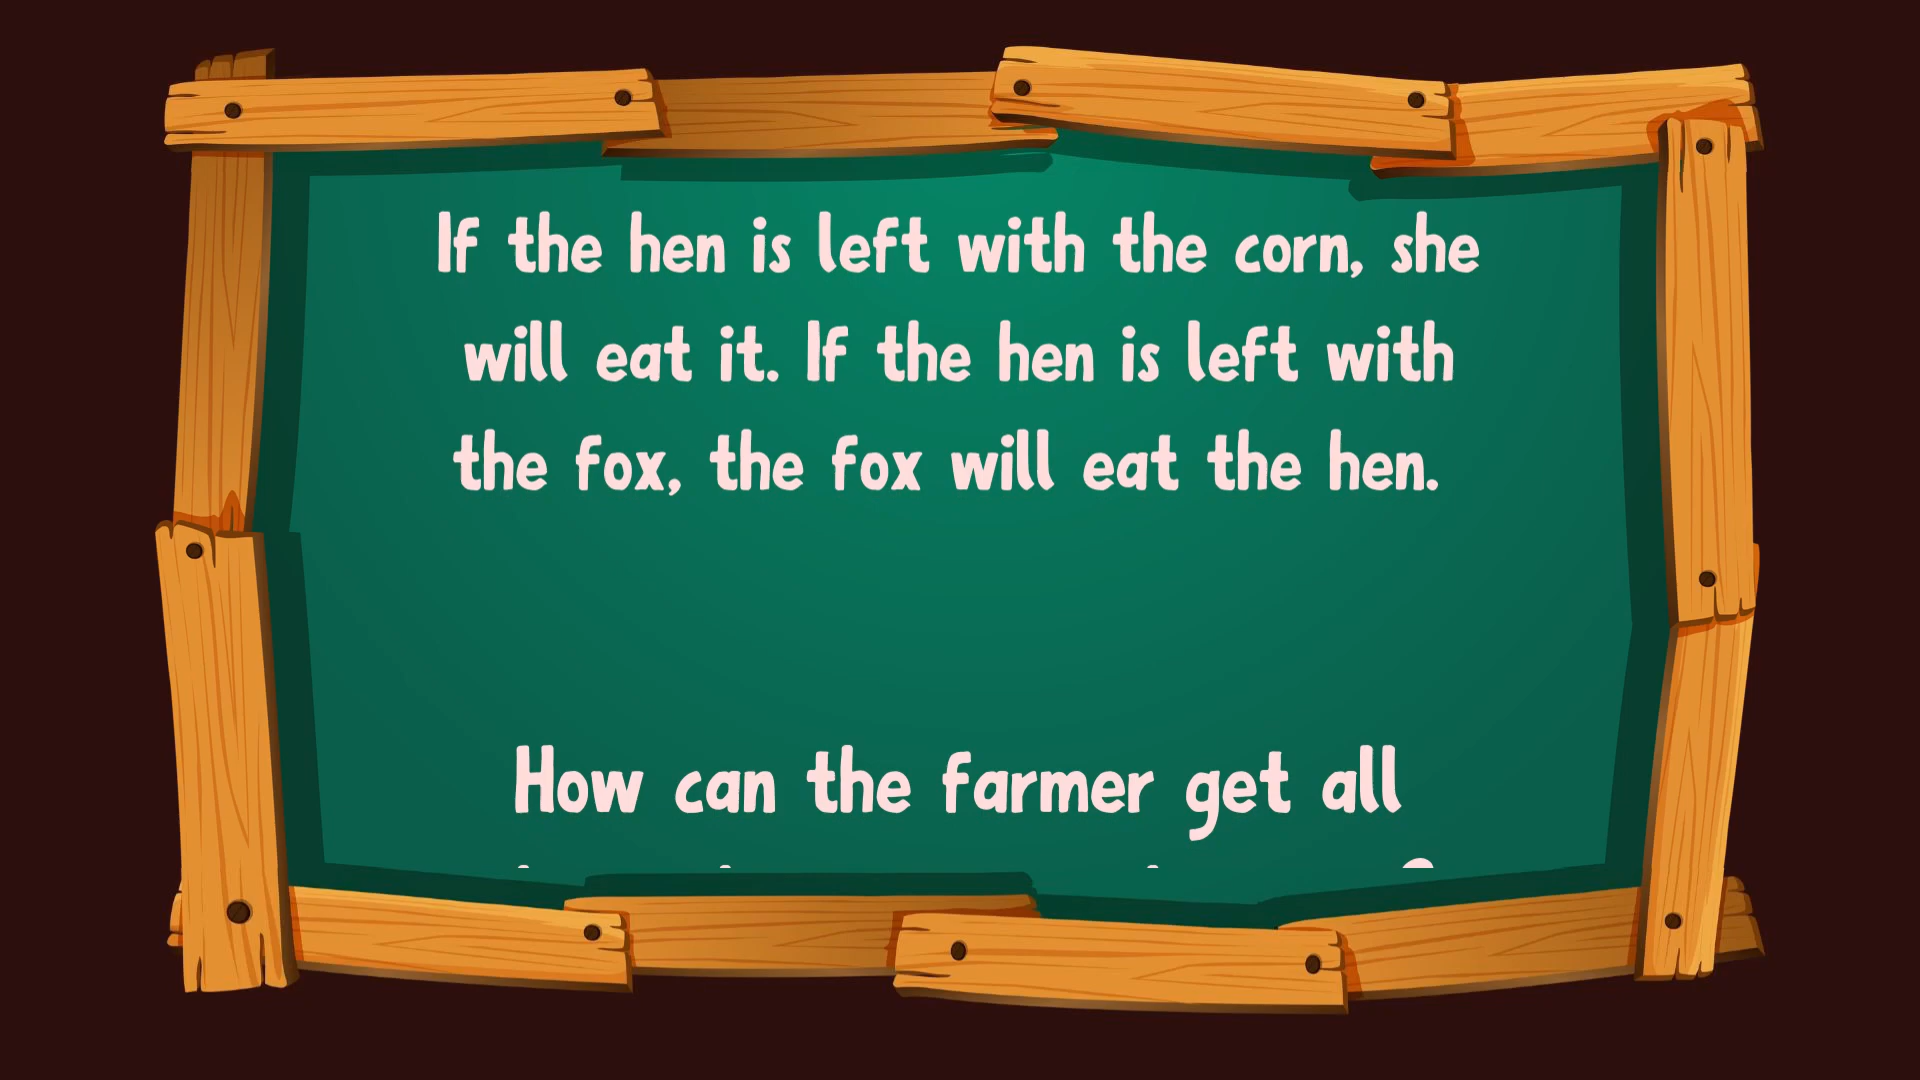 If the hen is left with the corn, she
will eat it. If the hen is left with
the fox, the fox will eat the hen.
How can the farmer get all